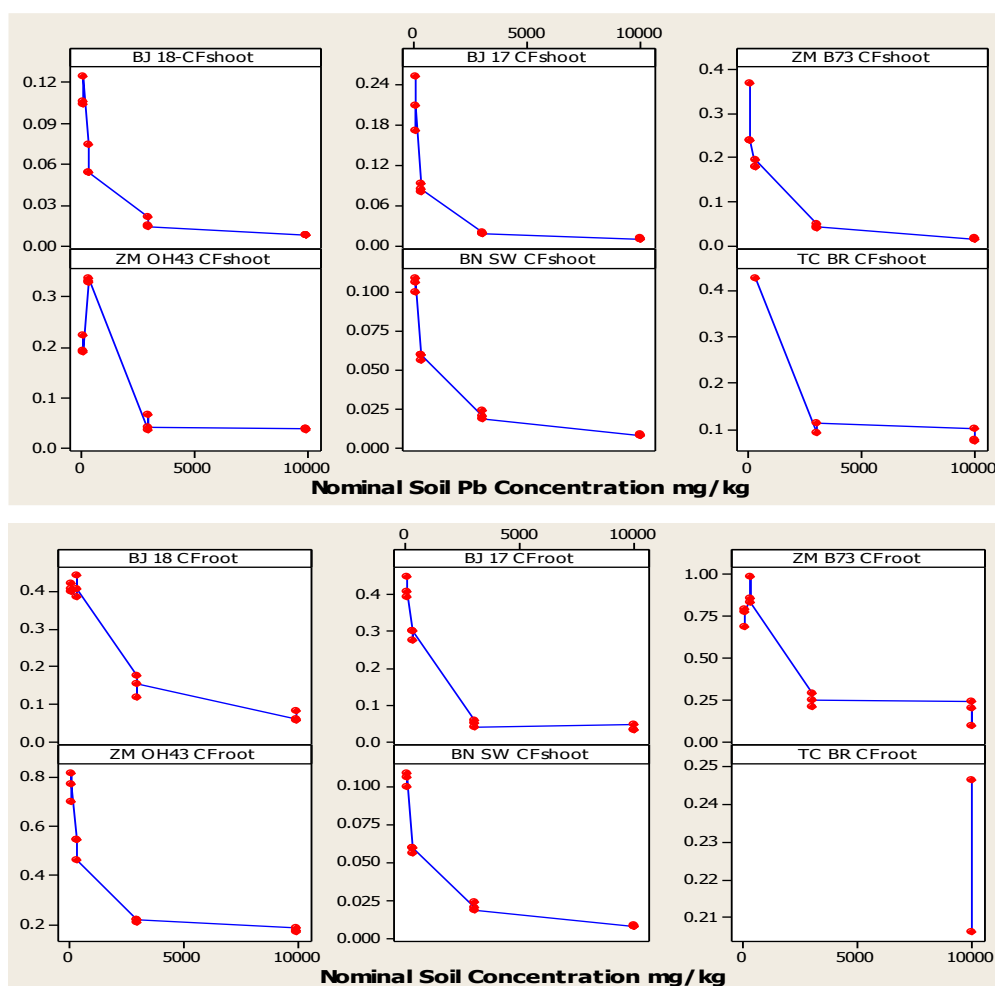 0 5000 10000
BJ 18-CFshoot BJ 17 CFshoot ZM B73 CFshoot
0.12 0.24 0.4
0.09 0.18 0.3
0.06 0.12 0.2
0.03 0.06 0.1
0.00 0.00 0.0
ZM OH43 CFshoot BN SW CFshoot TC BR CFshoot
0.3 0.100 0.4
0.2 0.075 0.3
0.1 0.050 0.2
0.0 0.025 0.1
0.000
0 5000 10000 0 5000 10000
Nominal Soil Pb Concentration mg/kg
0 5000 10000
BJ 18 CFroot BJ 17 CFroot ZM B73 CFroot
0.4 0.4 1.00
0.3 0.3 0.75
0.2 0.2 0.50
0.1 0.1 0.25
0.0 0.0 0.00
ZM OH43 CFroot BN SW CFshoot TC BR CFroot
0.8 0.100 0.25
0.6 0.075 0.24
0.4 0.050 0.23
0.2 0.025 0.22
0.000 0.21
0 5000 10000 0 5000 10000
Nominal Soil Concentration mg/kg